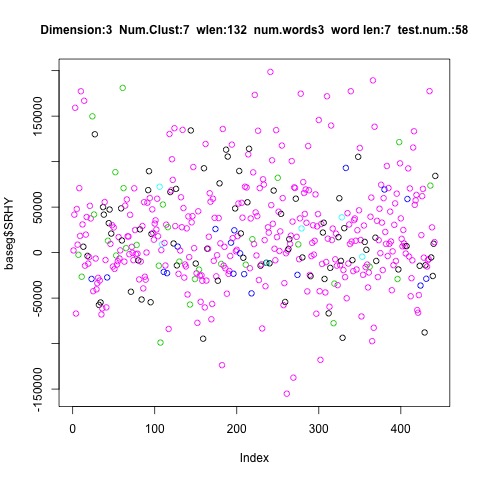 Dimension:3 Num.Clust:7 wlen:132 num.words3 word len:7 test.num.:58
baseg$SRHY
150000
50000
0
-50000
-150000
0 100 200 300 400
Index